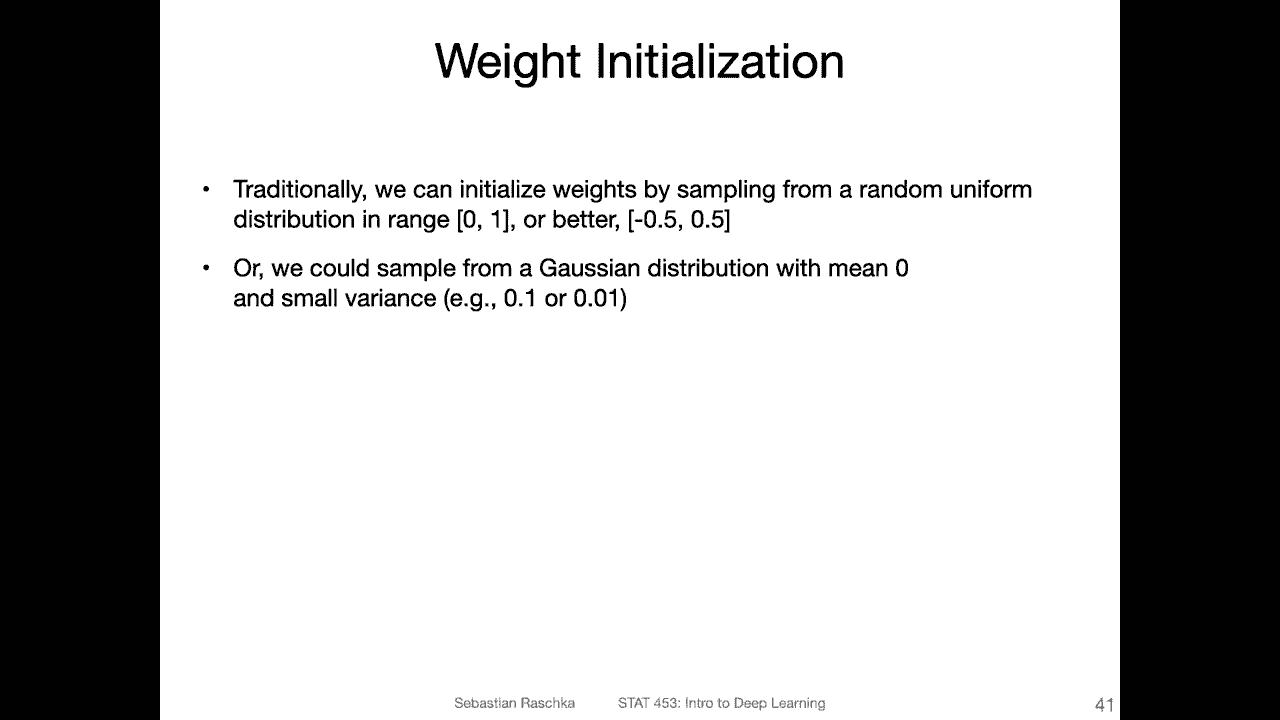 Weight Initialization
• Traditionally, we can initialize weights by sampling from a random uniform
distribution in range [0, 1], or better, [-0.5, 0.5]
• Or, we could sample from a Gaussian distribution with mean 0
and small variance (e.g., 0.1 or 0.01)
Sebastian Raschka STAT 453: Intro to Deep Learning 41